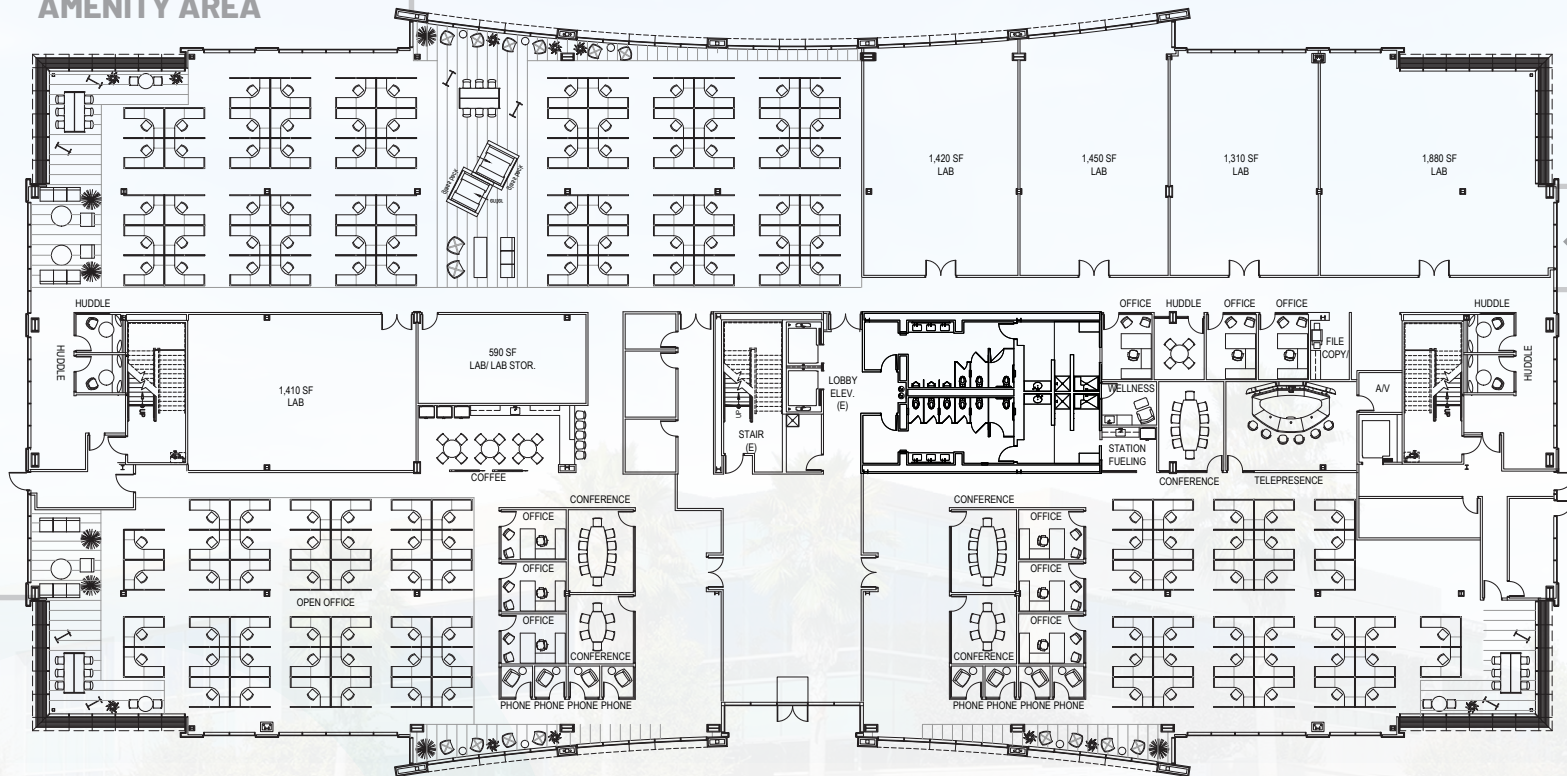 AMENITY AREA
1,420 SF
LAB
1,450 SF
LAB
1,310 SF
LAB
1,880 SF
LAB
HUDDLE
HUDDLE
UP
1,410 SF
LAB
590 SF
LAB/ LAB STOR.
COFFEE
UP
STAIR
(E)
LOBBY
ELEV.
(E)
OFFICE
HUDDLE
OFFICE
OFFICE
FILE
COPY/
WELLNESS
STATION
FUELING
CONFERENCE
TELEPRESENCE
A/V
UP
HUDDLE
HUDDLE
OPEN OFFICE
CONFERENCE
OFFICE
OFFICE
OFFICE
CONFERENCE
PHONE PHONE PHONE PHONE
CONFERENCE
OFFICE
OFFICE
OFFICE
CONFERENCE
PHONE PHONE PHONE PHONE